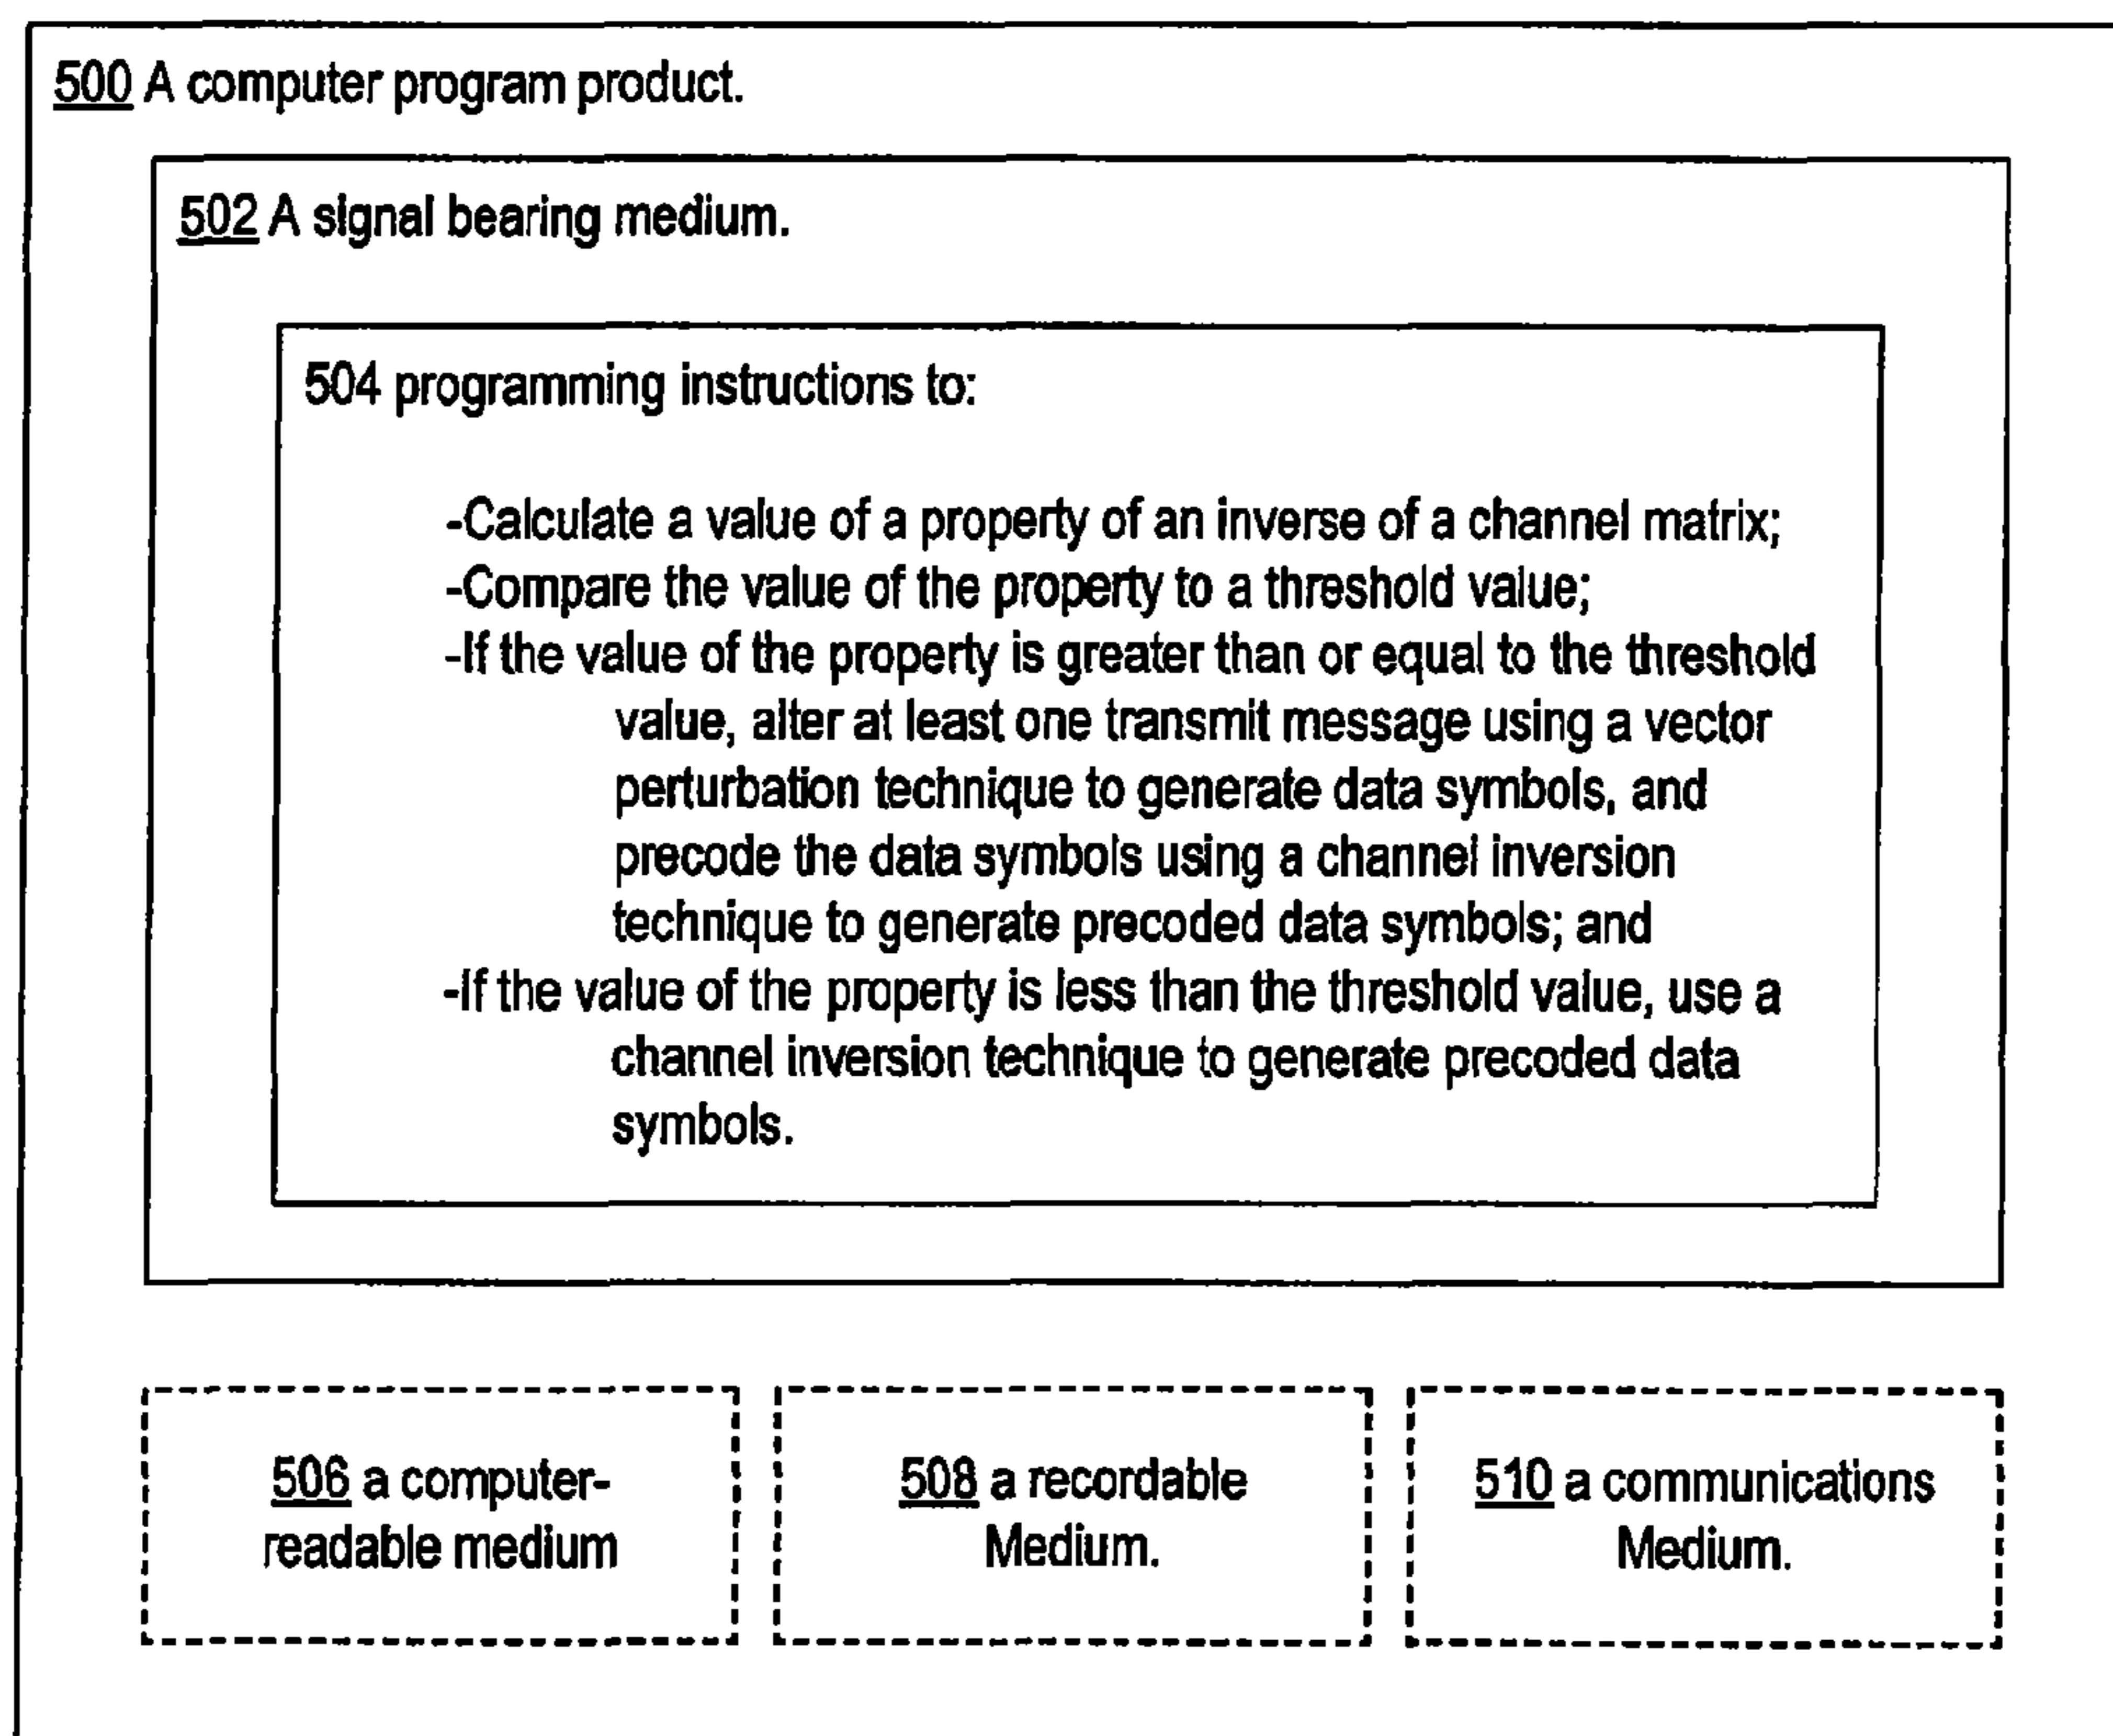 500 A computer program product.
502 A signal bearing medium.
504 programming instructions to:
-Calculate a value of a property of an inverse of a channel matrix;
-Compare the value of the property to a threshold value;
-If the value of the property is greater than or equal to the threshold
value, alter at least one transmit message using a vector
perturbation technique to generate data symbols, and
precode the data symbols using a channel inversion
technique to generate precoded data symbols; and
-If the value of the property is less than the threshold value, use a
channel inversion technique to generate precoded data
symbols.
506 a computer-
readable medium
508 a recordable
Medium.
510 a communications
Medium.